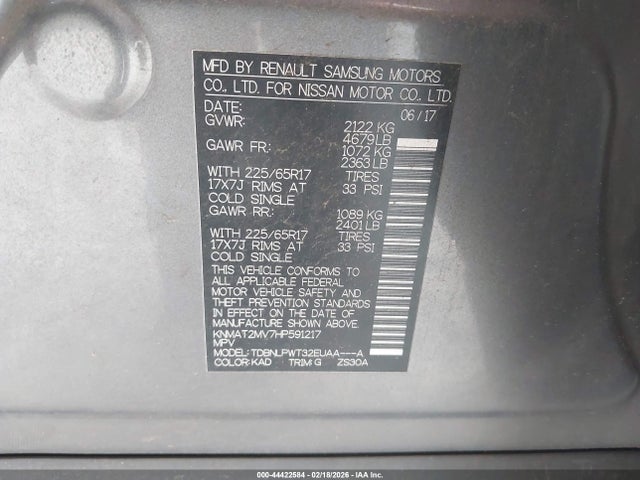 MFD BY RENAULT SAMSUNG MOTORS
CO., LTD. FOR NISSAN MOTOR CO., LTD.
DATE: 06/17
GVWR: 2122 KG
4679 LB
GAWR FR: 1072 KG
2363 LB
WITH 225/65R17 TIRES
17X7J RIMS AT 33 PSI
COLD SINGLE
GAWR RR: 1089 KG
2401 LB
WITH 225/65R17 TIRES
17X7J RIMS AT 33 PSI
COLD SINGLE
THIS VEHICLE CONFORMS TO
ALL APPLICABLE FEDERAL
MOTOR VEHICLE SAFETY AND
THEFT PREVENTION STANDARDS
IN EFFECT ON THE DATE OF
MANUFACTURE SHOWN ABOVE.
KNMAT2MV7HP591217
MPV
MODEL: TDBNLPWT32EUAA---A
COLOR: KAD TRIM: G ZS30A
000-44422584 - 02/18/2026 - IAAI.com